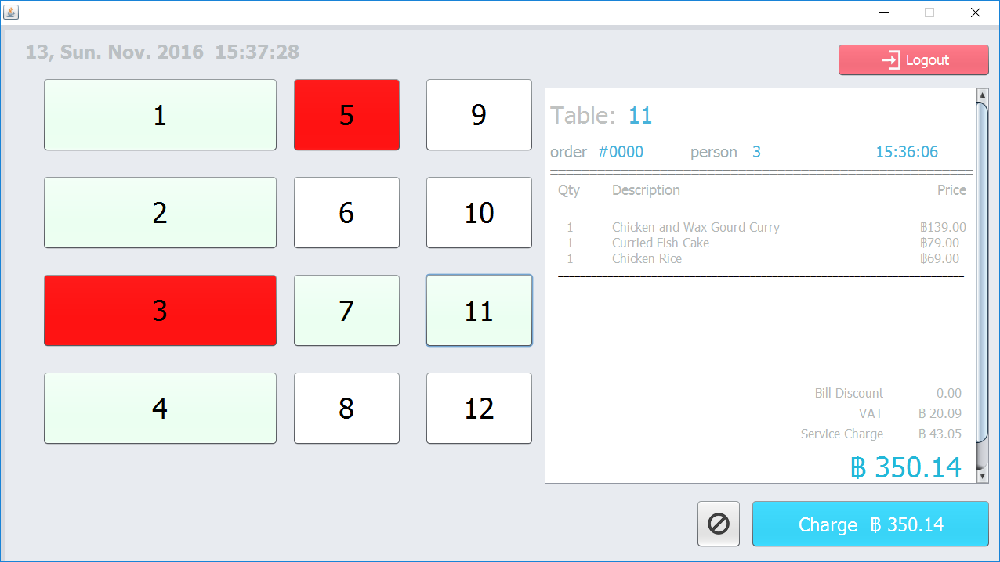 13, Sun. Nov. 2016 15:37:28
Logout
1 5 9
2 6 10
3 7 11
4 8 12
Table: 11
order #0000 person 3 15:36:06
Qty Description Price
1 Chicken and Wax Gourd Curry ฿139.00
1 Curried Fish Cake ฿79.00
1 Chicken Rice ฿69.00
Bill Discount 0.00
VAT ฿ 20.09
Service Charge ฿ 43.05
฿ 350.14
Charge ฿ 350.14